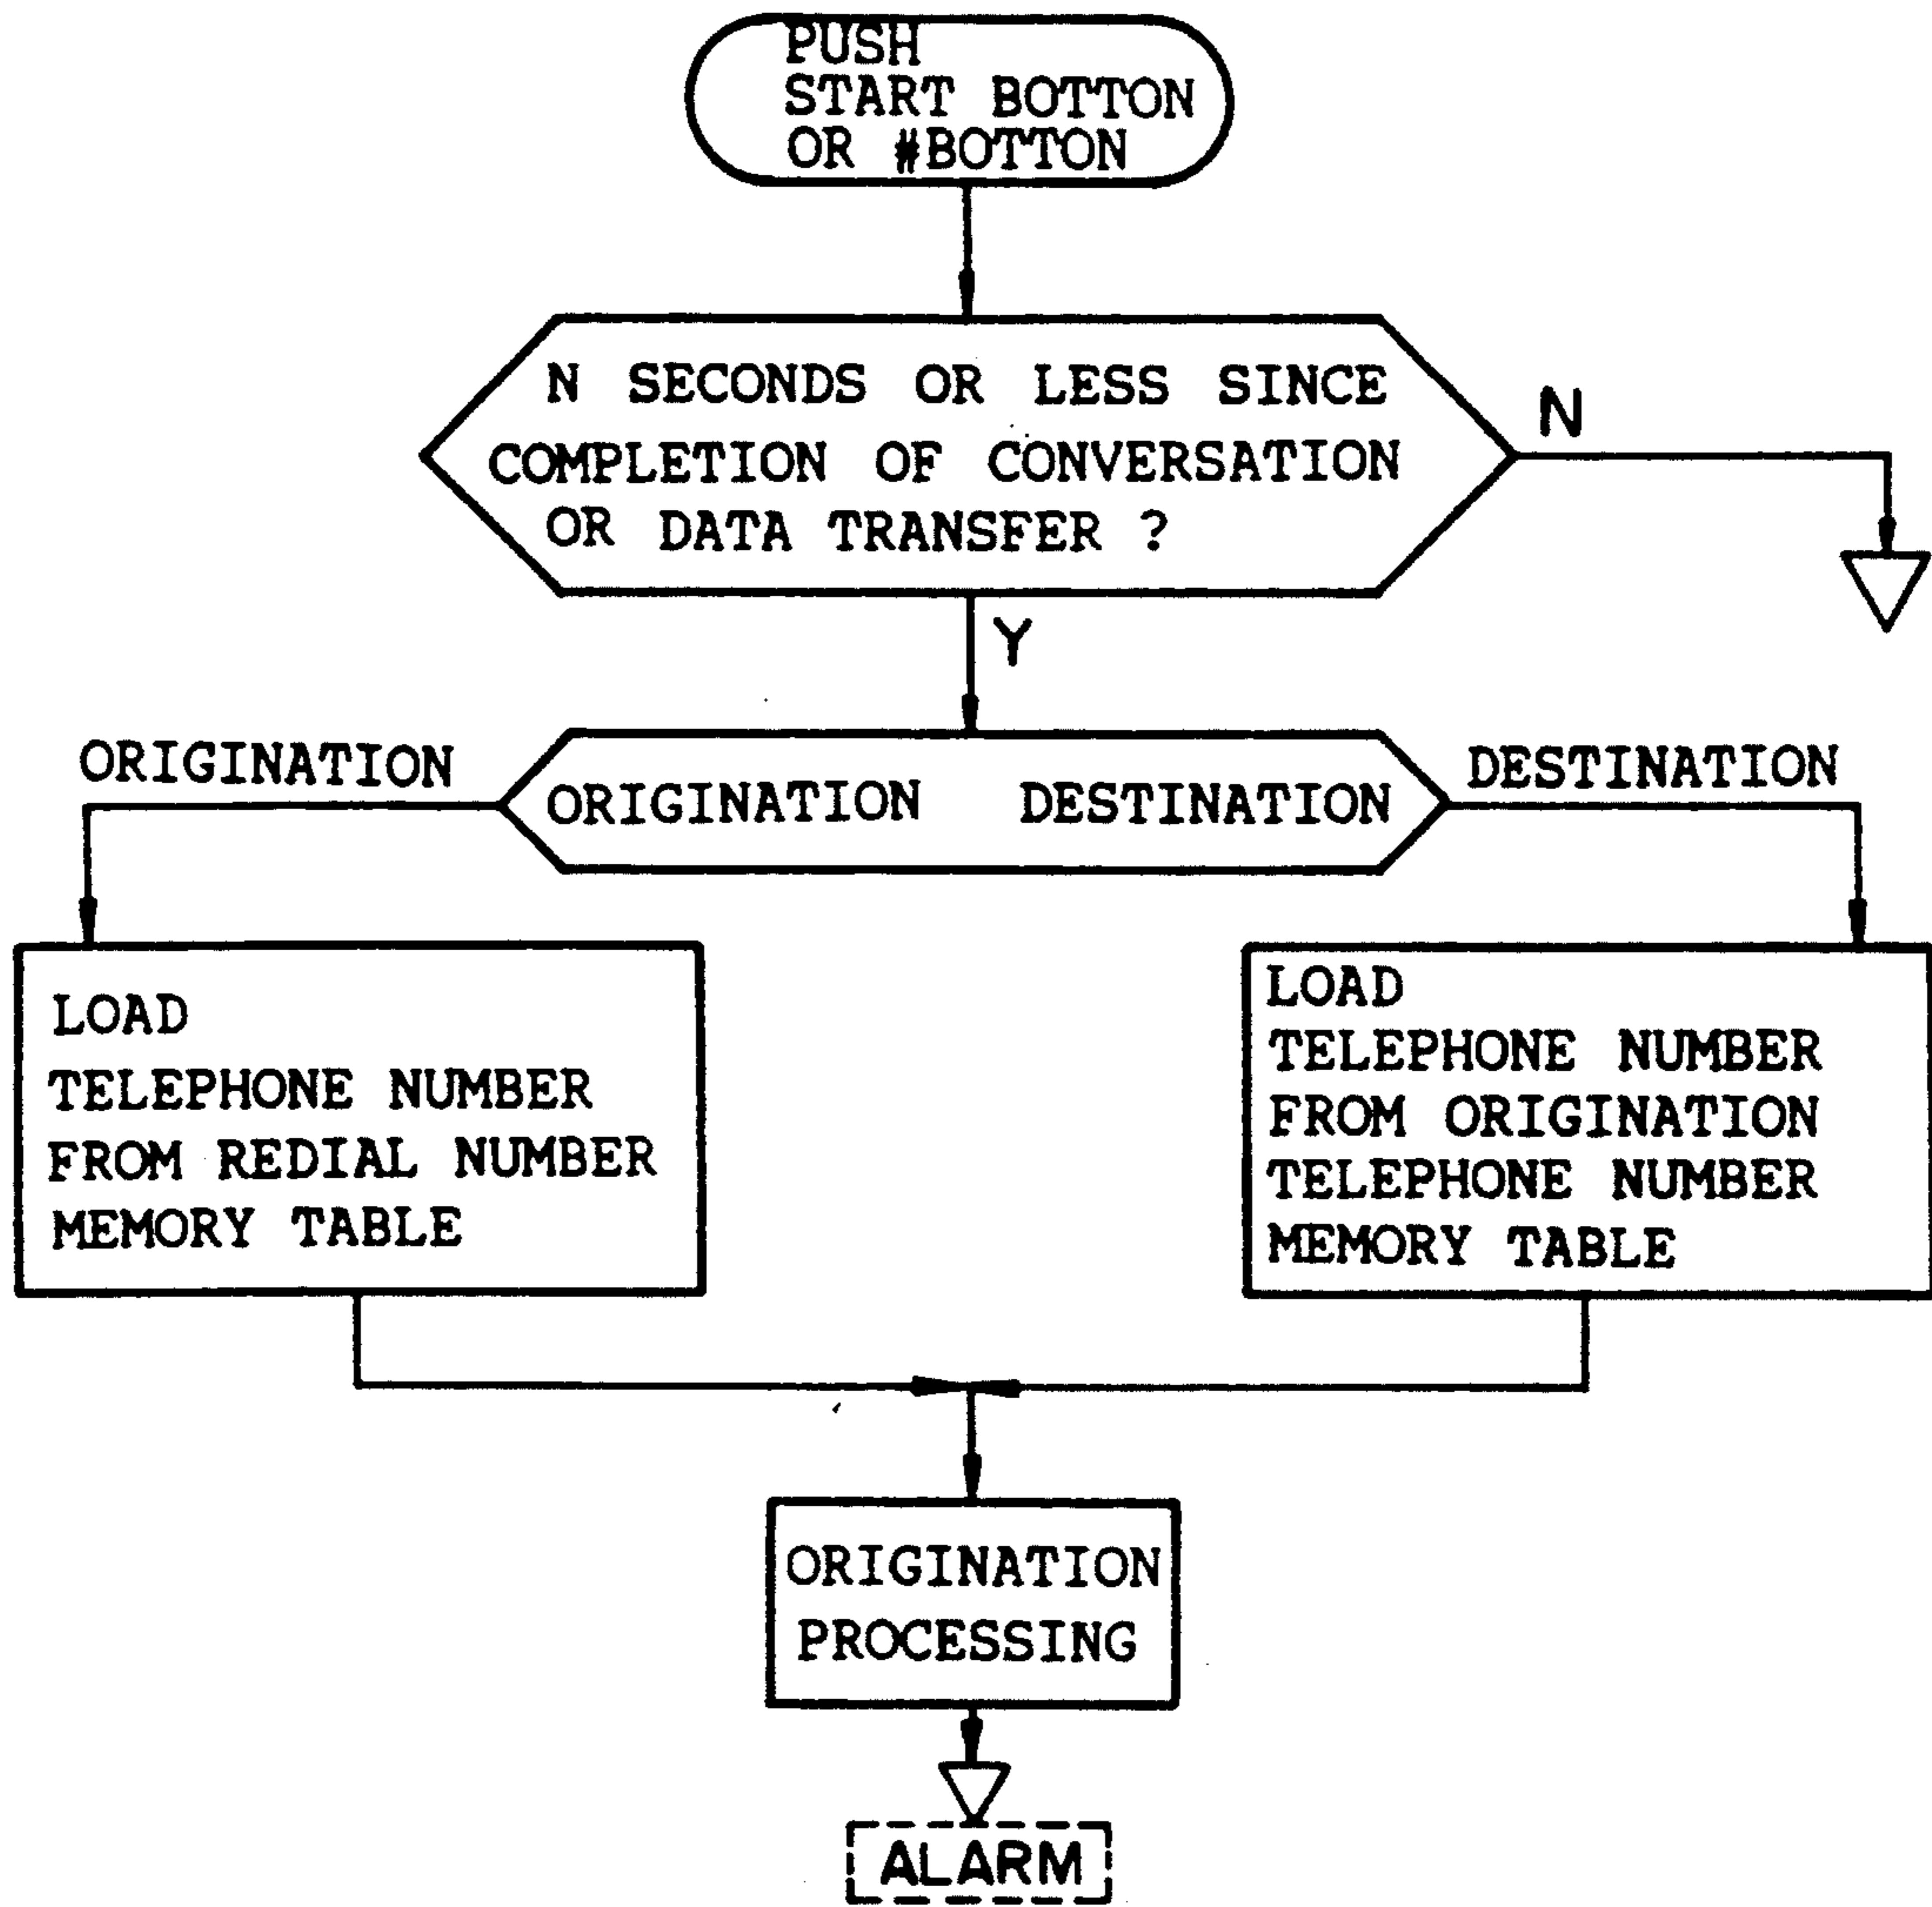 PUSH
START BOTTON
OR #BOTTON
N SECONDS OR LESS SINCE
COMPLETION OF CONVERSATION
OR DATA TRANSFER ?
N
Y
ORIGINATION
ORIGINATION DESTINATION
DESTINATION
LOAD
TELEPHONE NUMBER
FROM REDIAL NUMBER
MEMORY TABLE
LOAD
TELEPHONE NUMBER
FROM ORIGINATION
TELEPHONE NUMBER
MEMORY TABLE
ORIGINATION
PROCESSING
ALARM